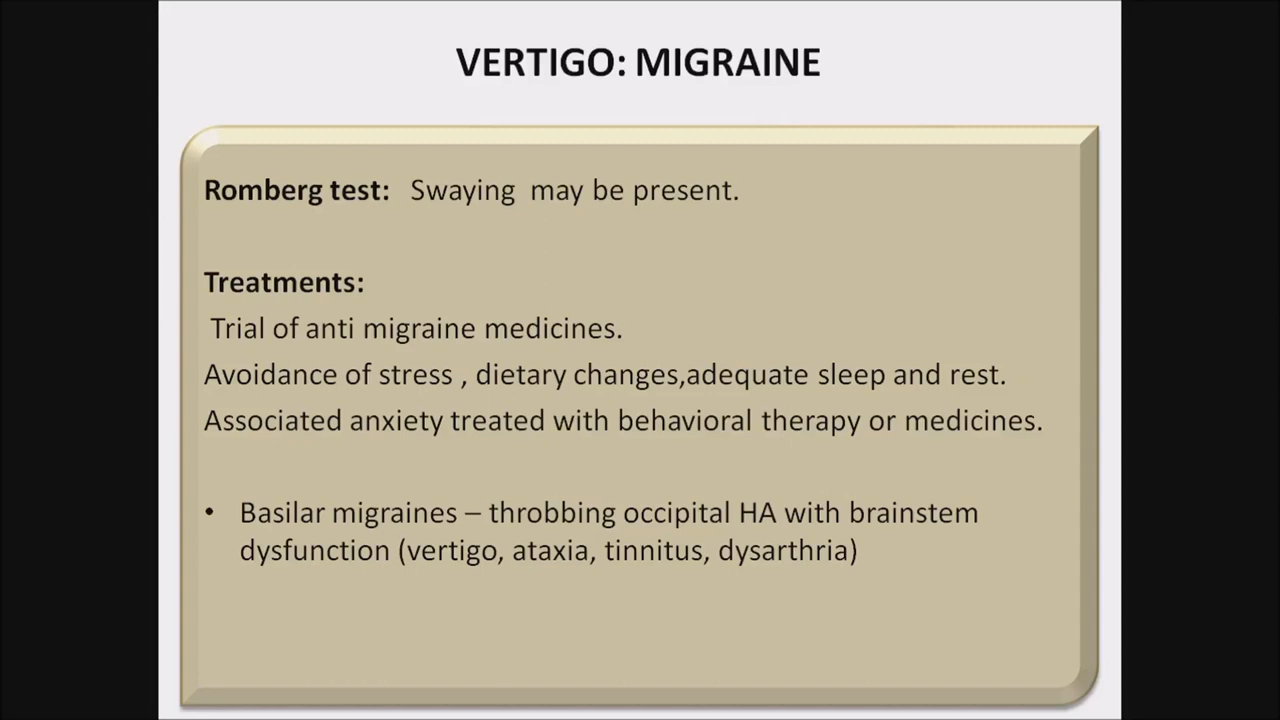 VERTIGO: MIGRAINE
Romberg test: Swaying may be present.
Treatments:
Trial of anti migraine medicines.
Avoidance of stress , dietary changes,adequate sleep and rest.
Associated anxiety treated with behavioral therapy or medicines.
• Basilar migraines – throbbing occipital HA with brainstem
dysfunction (vertigo, ataxia, tinnitus, dysarthria)